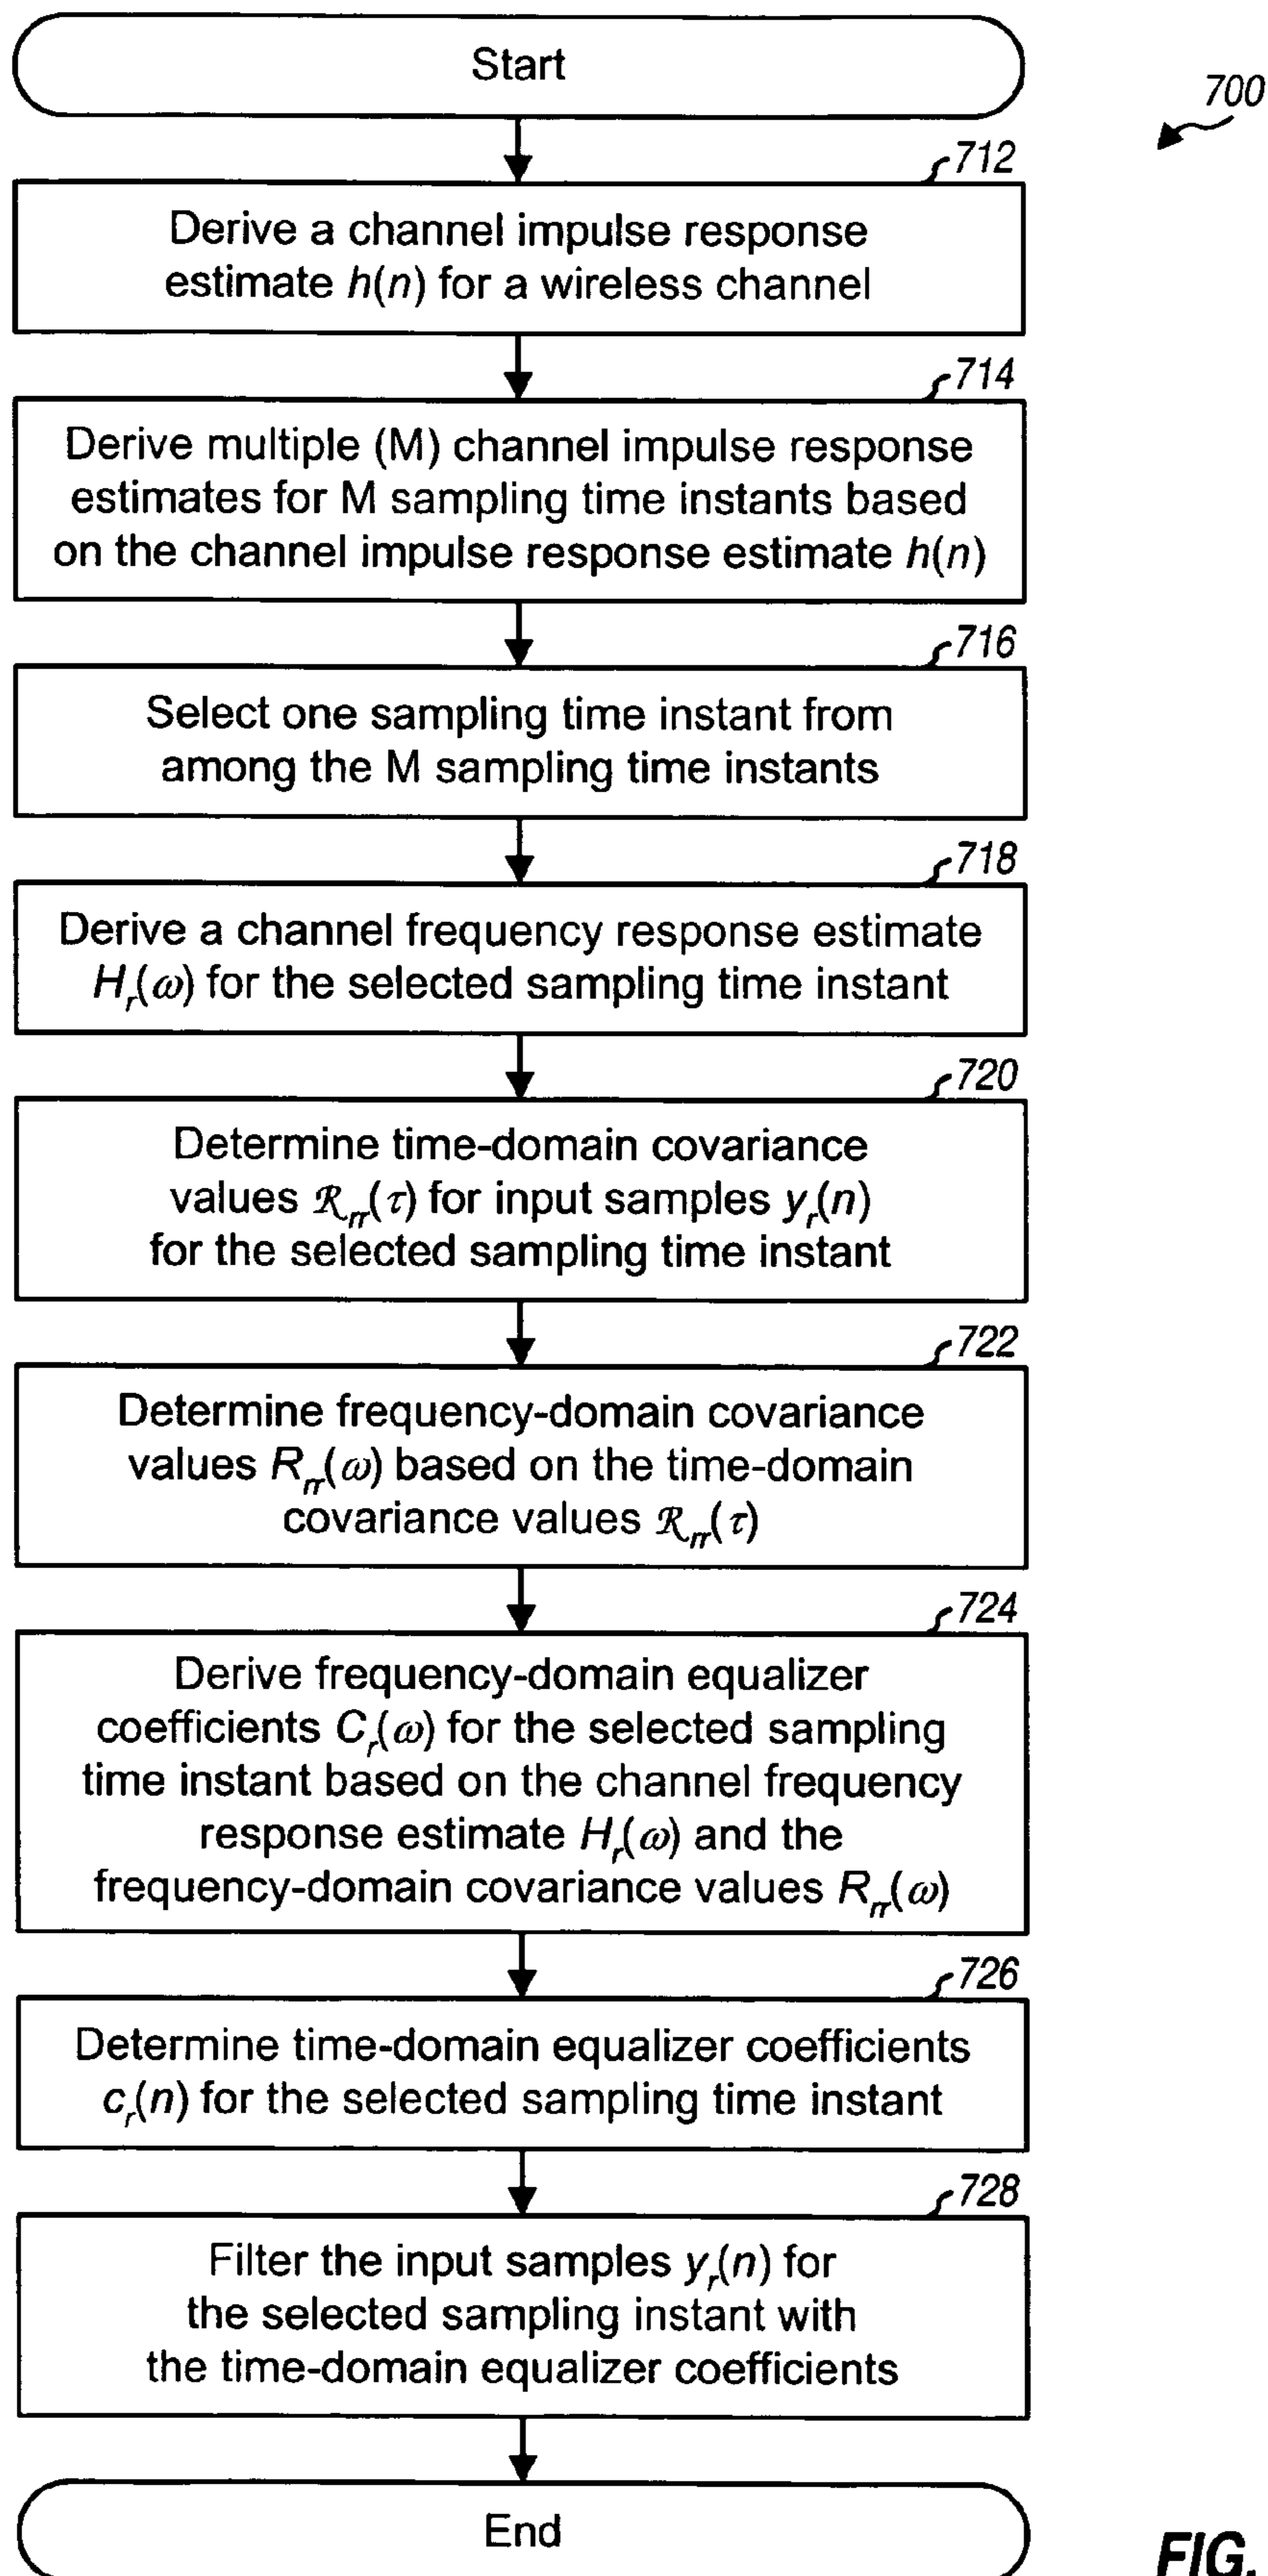 Start
700
712
Derive a channel impulse response
estimate h(n) for a wireless channel
714
Derive multiple (M) channel impulse response
estimates for M sampling time instants based
on the channel impulse response estimate h(n)
716
Select one sampling time instant from
among the M sampling time instants
718
Derive a channel frequency response estimate
Hᵣ(ω) for the selected sampling time instant
720
Determine time-domain covariance
values ℛᵣᵣ(τ) for input samples yᵣ(n)
for the selected sampling time instant
722
Determine frequency-domain covariance
values Rᵣᵣ(ω) based on the time-domain
covariance values ℛᵣᵣ(τ)
724
Derive frequency-domain equalizer
coefficients Cᵣ(ω) for the selected sampling
time instant based on the channel frequency
response estimate Hᵣ(ω) and the
frequency-domain covariance values Rᵣᵣ(ω)
726
Determine time-domain equalizer coefficients
cᵣ(n) for the selected sampling time instant
728
Filter the input samples yᵣ(n) for
the selected sampling instant with
the time-domain equalizer coefficients
End
FIG.